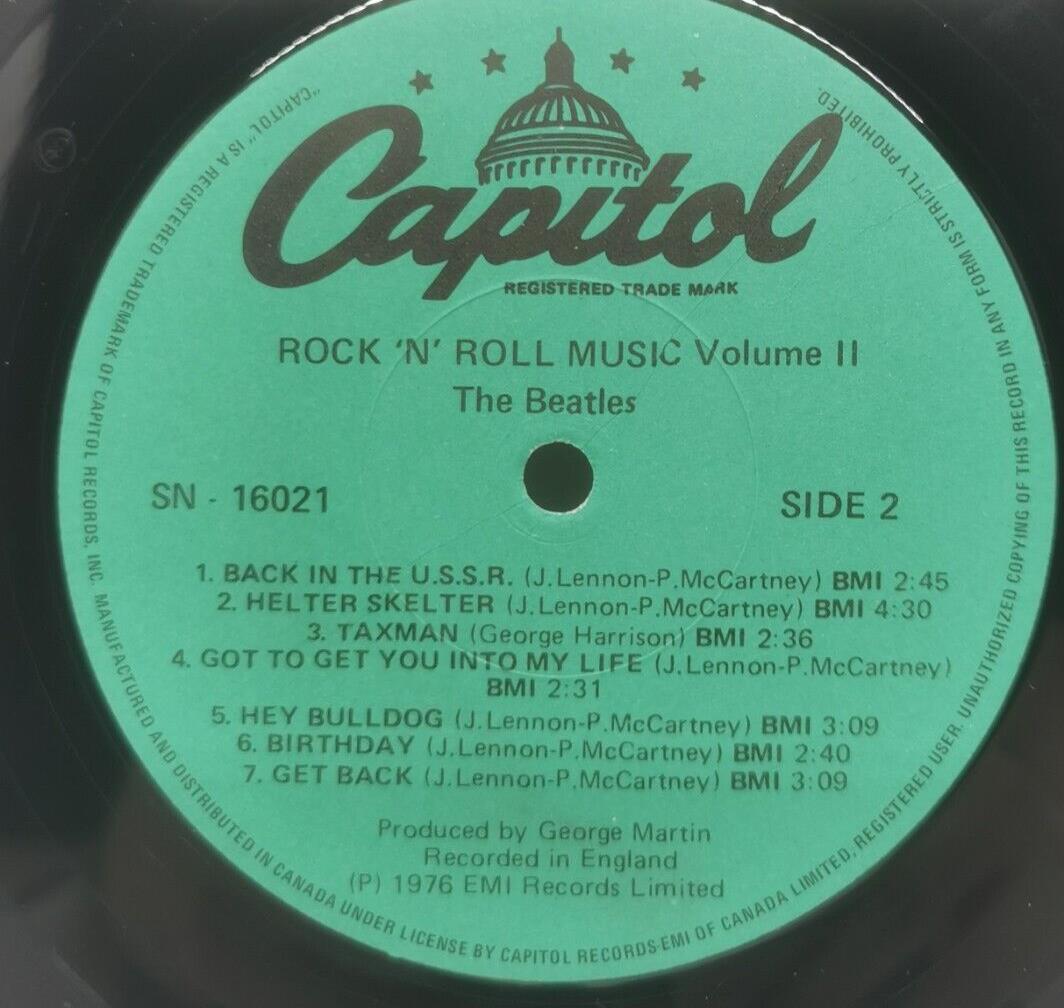 Capitol
REGISTERED TRADE MARK
ROCK 'N' ROLL MUSIC Volume II
The Beatles
SN - 16021
SIDE 2
1. BACK IN THE U.S.S.R. (J.Lennon-P.McCartney) BMI 2:45
2. HELTER SKELTER (J.Lennon-P.McCartney) BMI 4:30
3. TAXMAN (George Harrison) BMI 2:36
4. GOT TO GET YOU INTO MY LIFE (J.Lennon-P.McCartney)
BMI 2:31
5. HEY BULLDOG (J.Lennon-P.McCartney) BMI 3:09
6. BIRTHDAY (J.Lennon-P.McCartney) BMI 2:40
7. GET BACK (J.Lennon-P.McCartney) BMI 3:09
Produced by George Martin
Recorded in England
(P) 1976 EMI Records Limited
"CAPITOL" IS A REGISTERED TRADEMARK OF CAPITOL RECORDS, INC. MANUFACTURED AND DISTRIBUTED IN CANADA UNDER LICENSE BY CAPITOL RECORDS-EMI OF CANADA LIMITED, REGISTERED USER. UNAUTHORIZED COPYING OF THIS RECORD IN ANY FORM IS STRICTLY PROHIBITED.